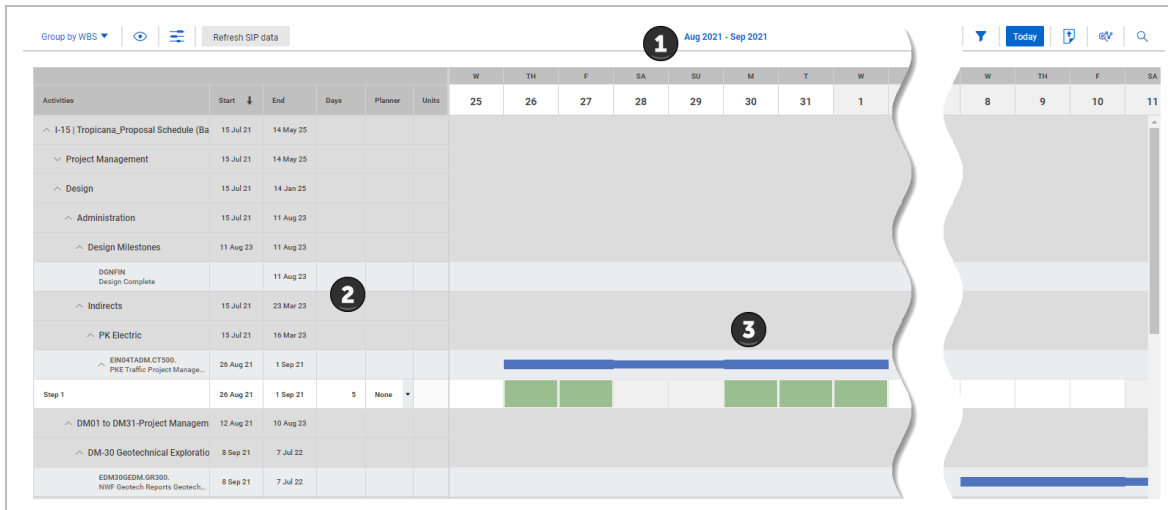 Group by WBS
Refresh SIP data
1
Aug 2021 - Sep 2021
Today
W TH F SA SU M T W W TH F SA
Activities Start End Days Planner Units 25 26 27 28 29 30 31 1 8 9 10 11
I-15 | Tropicana_Proposal Schedule (Ba 15 Jul 21 14 May 25
Project Management 15 Jul 21 14 May 25
Design 15 Jul 21 14 Jan 25
Administration 15 Jul 21 11 Aug 23
Design Milestones 11 Aug 23 11 Aug 23
DGNFIN
Design Complete 11 Aug 23
2
Indirects 15 Jul 21 23 Mar 23
PK Electric 15 Jul 21 16 Mar 23
3
EIN04TADM.CT500.
PKE Traffic Project Manage... 26 Aug 21 1 Sep 21
Step 1 26 Aug 21 1 Sep 21 5 None
DM01 to DM31-Project Managem 12 Aug 21 10 Aug 23
DM-30 Geotechnical Exploratio 8 Sep 21 7 Jul 22
EDM30GEDM.GR300.
NWF Geotech Reports Geotech... 8 Sep 21 7 Jul 22